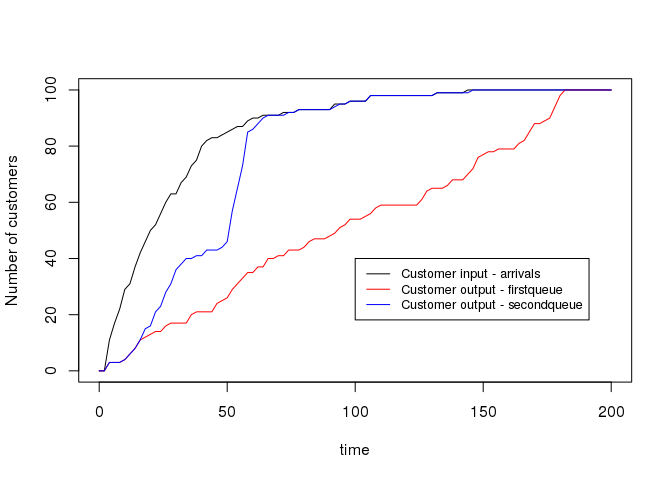 Number of customers
100
80
60
40
20
0
Customer input - arrivals
Customer output - firstqueue
Customer output - secondqueue
0 50 100 150 200
time